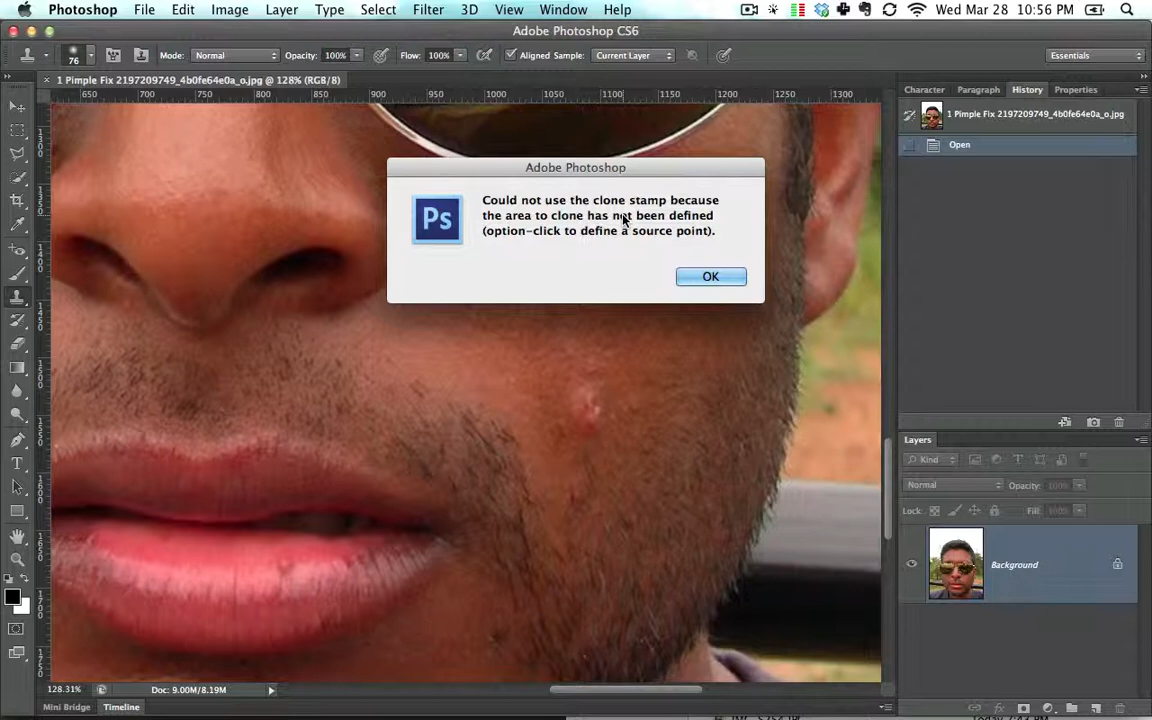 Photoshop File Edit Image Layer Type Select Filter 3D View Window Help Wed Mar 28 10:56 PM
Adobe Photoshop CS6
76 Mode: Normal Opacity: 100% Flow: 100% Aligned Sample: Current Layer Essentials
1 Pimple Fix 2197209749_4b0fe64e0a_o.jpg @ 128% (RGB/8)
Character Paragraph History Properties
650 700 750 800 850 900 950 1000 1050 1100 1150 1200 1250 1300
1 Pimple Fix 2197209749_4b0fe64e0a_o.jpg
Open
Adobe Photoshop
Could not use the clone stamp because
the area to clone has not been defined
(option-click to define a source point).
Ps
OK
Layers
Kind
Normal Opacity: 100%
Lock: Fill: 100%
Background
128.31% Doc: 9.00M/8.19M
Mini Bridge Timeline